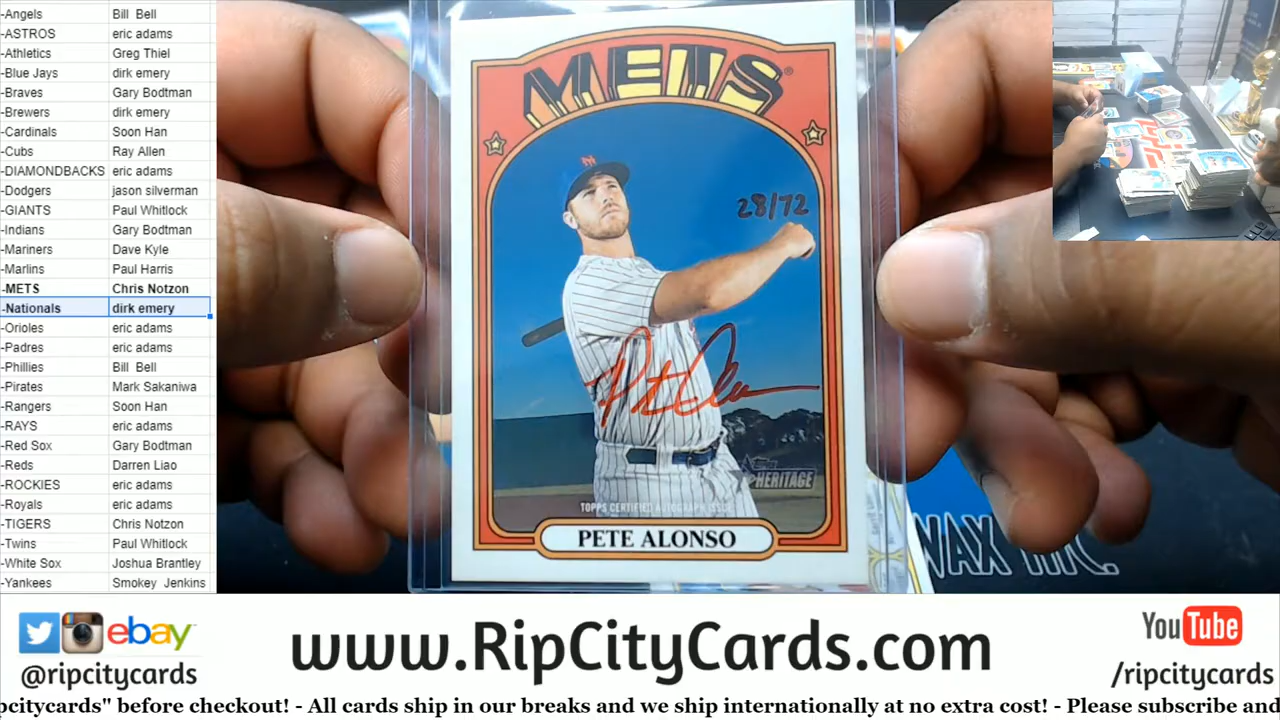 -Angels Bill Bell
-ASTROS eric adams
-Athletics Greg Thiel
-Blue Jays dirk emery
-Braves Gary Bodtman
-Brewers dirk emery
-Cardinals Soon Han
-Cubs Ray Allen
-DIAMONDBACKS eric adams
-Dodgers jason silverman
-GIANTS Paul Whitlock
-Indians Gary Bodtman
-Mariners Dave Kyle
-Marlins Paul Harris
-METS Chris Notzon
-Nationals dirk emery
-Orioles eric adams
-Padres eric adams
-Phillies Bill Bell
-Pirates Mark Sakaniwa
-Rangers Soon Han
-RAYS eric adams
-Red Sox Gary Bodtman
-Reds Darren Liao
-ROCKIES eric adams
-Royals eric adams
-TIGERS Chris Notzon
-Twins Paul Whitlock
-White Sox Joshua Brantley
-Yankees Smokey Jenkins
METS
28/72
Topps
HERITAGE
TOPPS CERTIFIED AUTOGRAPH ISSUE
PETE ALONSO
WAX INC.
ebay
@ripcitycards
www.RipCityCards.com
YouTube
/ripcitycards
pcitycards" before checkout! - All cards ship in our breaks and we ship internationally at no extra cost! - Please subscribe and